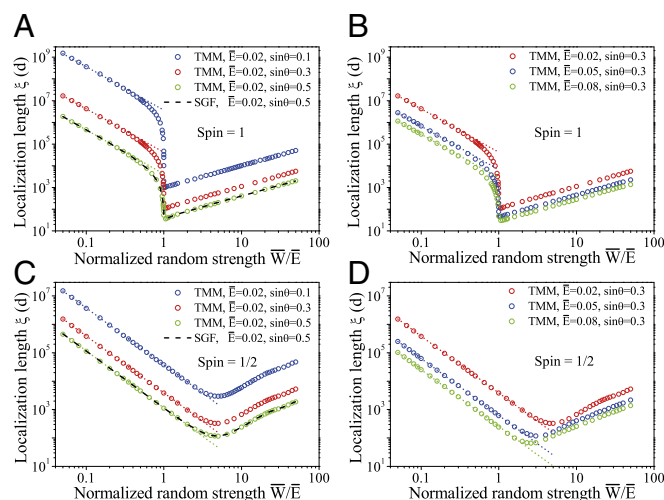 A
B
10⁹
10⁷
10⁵
10³
10¹
Localization length ξ (d)
TMM, E̅=0.02, sinθ=0.1
TMM, E̅=0.02, sinθ=0.3
TMM, E̅=0.02, sinθ=0.5
SGF, E̅=0.02, sinθ=0.5
Spin = 1
0.1 1 10 100
Normalized random strength W̅/E̅
10⁹
10⁷
10⁵
10³
10¹
Localization length ξ (d)
TMM, E̅=0.02, sinθ=0.3
TMM, E̅=0.05, sinθ=0.3
TMM, E̅=0.08, sinθ=0.3
Spin = 1
0.1 1 10 100
Normalized random strength W̅/E̅
C
D
10⁷
10⁵
10³
10¹
Localization length ξ (d)
TMM, E̅=0.02, sinθ=0.1
TMM, E̅=0.02, sinθ=0.3
TMM, E̅=0.02, sinθ=0.5
SGF, E̅=0.02, sinθ=0.5
Spin = 1/2
0.1 1 10 100
Normalized random strength W̅/E̅
10⁷
10⁵
10³
10¹
Localization length ξ (d)
TMM, E̅=0.02, sinθ=0.3
TMM, E̅=0.05, sinθ=0.3
TMM, E̅=0.08, sinθ=0.3
Spin = 1/2
0.1 1 10 100
Normalized random strength W̅/E̅